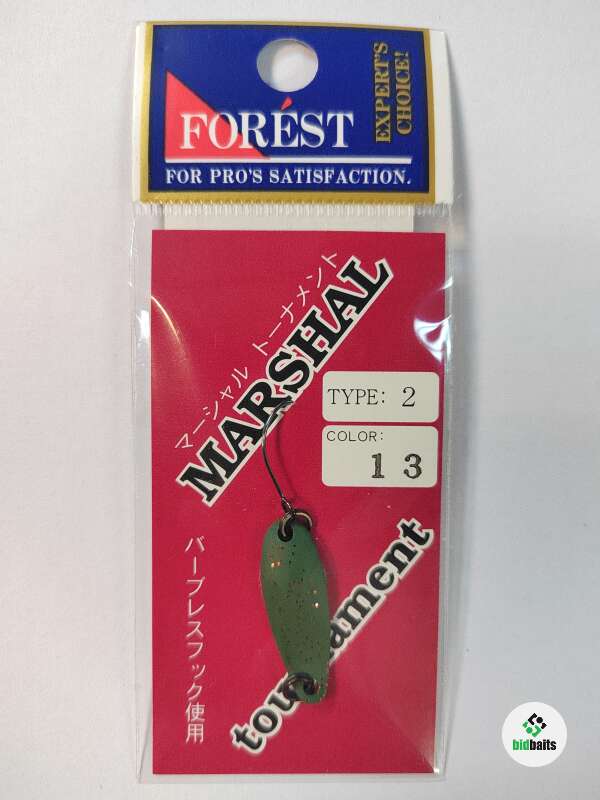 FORÉST
EXPERT'S
CHOICE!
FOR PRO'S SATISFACTION.
マーシャル トーナメント
MARSHAL
TYPE: 2
COLOR:
13
バーブレスフック使用
tournament
bidbaits